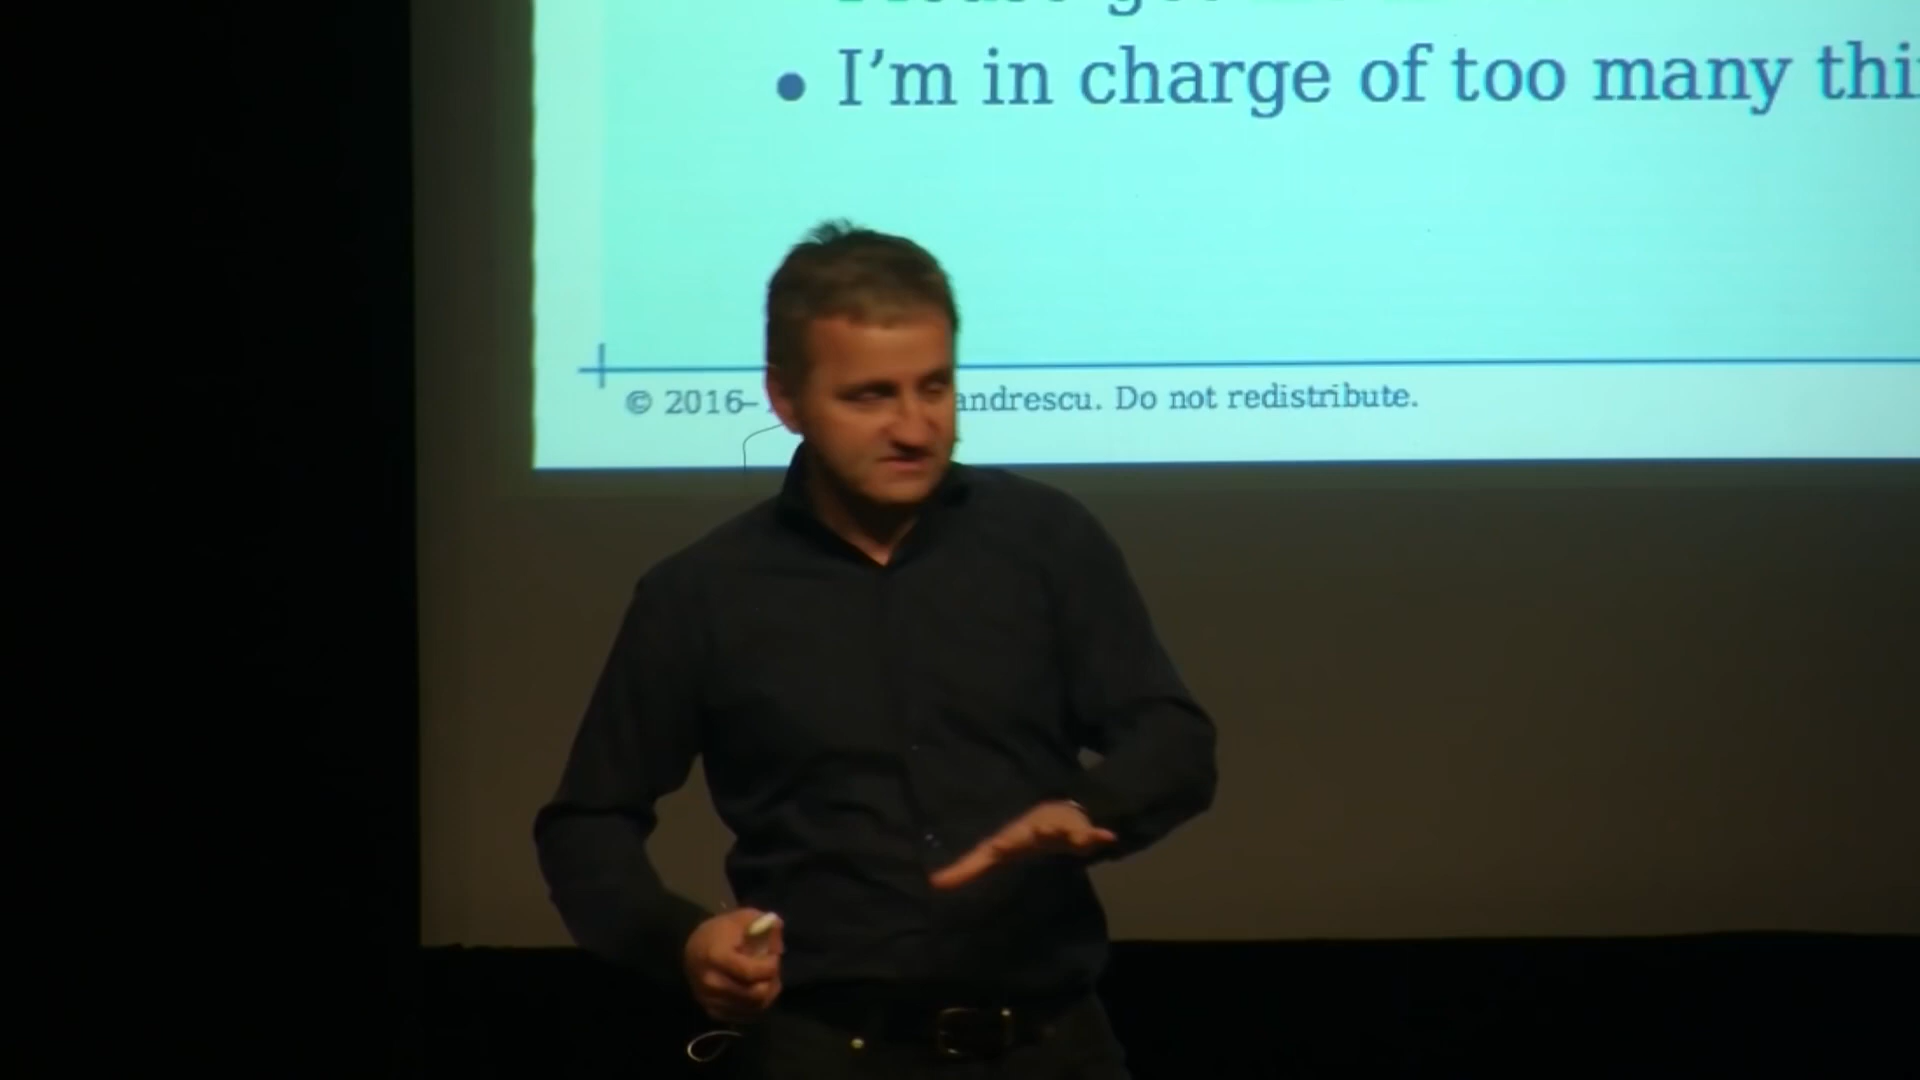 • I’m in charge of too many thi
© 2016– andrescu. Do not redistribute.